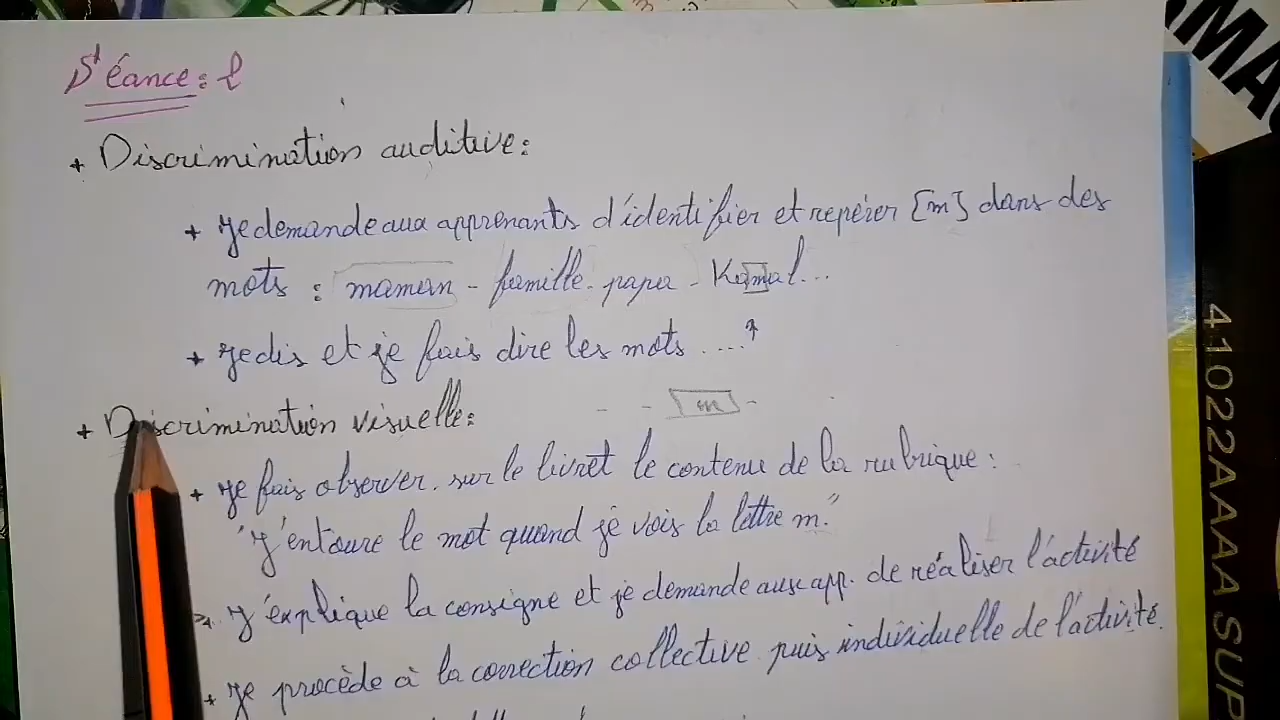 Séance : 2
+ Discrimination auditive :
+ Je demande aux apprenants d'identifier et repérer [m] dans des
mots : maman - famille - papa - Kamal...
+ Je dis et je fais dire les mots ....
m
+ Discrimination visuelle :
+ Je fais observer sur le livret le contenu de la rubrique :
"J'entoure le mot quand je vois la lettre m."
+ J'explique la consigne et je demande aux app. de réaliser l'activité
+ Je procède à la correction collective puis individuelle de l'activité.
41022AAAA SUP